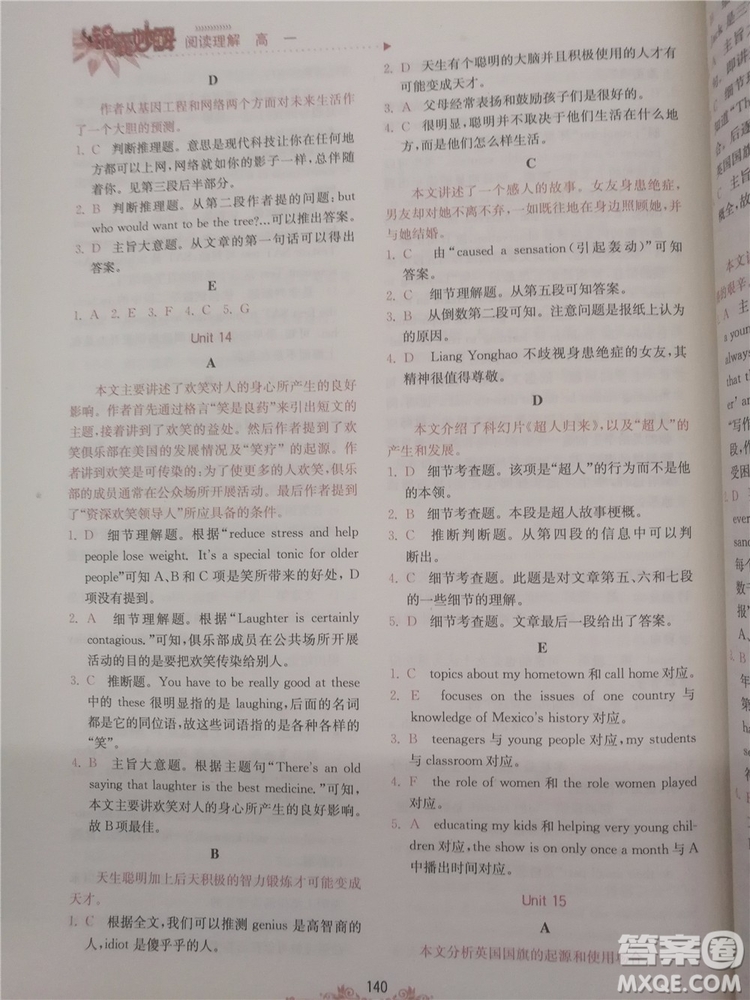 锦囊妙解
阅读理解 高 一
D
作者从基因工程和网络两个方面对未来生活作
了一个大胆的预测。
1. C 判断推理题。意思是现代科技让你在任何地
方都可以上网,网络就如你的影子一样,总伴随
着你。见第三段后半部分。
2. B 判断推理题。从第二段作者提的问题:but
who would want to be the tree?…可以推出答案。
3. D 主旨大意题。从文章的第一句话可以得出
答案。
E
1. A 2. E 3. F 4. C 5. G
Unit 14
A
本文主要讲述了欢笑对人的身心所产生的良好
影响。作者首先通过格言“笑是良药”来引出短文的
主题,接着讲到了欢笑的益处。然后作者讲到了欢
笑俱乐部在美国的发展情况及“笑疗”的起源。作
者讲到欢笑是可传染的,为了使更多的人欢笑,俱乐
部的成员通常在公众场所开展活动。最后作者提到
了“资深欢笑领导人”所应具备的条件。
1. D 细节理解题。根据“reduce stress and help
people lose weight. It's a special tonic for older
people”可知 A、B和 C 项是笑所带来的好处,D
项没有提到。
2. A 细节理解题。根据“Laughter is certainly
contagious.”可知,俱乐部成员在公共场所开展
活动的目的是要把欢笑传染给别人。
3. C 推断题。You have to be really good at these
中的 these 很明显指的是 laughing,后面的名词
都是它的同位语,故这些词语指的是各种各样的
“笑”。
4. B 主旨大意题。根据主题句“There's an old
saying that laughter is the best medicine.”可知,
本文主要讲欢笑对人的身心所产生的良好影响。
故 B 项最佳。
B
天生聪明加上后天积极的智力锻炼才可能变成
天才。
1. C 根据全文,我们可以推测 genius 是高智商的
人,idiot 是傻乎乎的人。
2. D 天生有个聪明的大脑并且积极使用的人才有
可能变成天才。
3. A 父母经常表扬和鼓励孩子们是很好的。
4. C 很明显,那并不取决于他们生在什么地方,而
取决于他们怎么样生活。
C
本文讲述了一个感人的故事。女友身患绝症,
男友却对她不离不弃,一如既往地关心与照顾她,并
与她结婚。
1. C 由“caused a sensation(引起轰动)”可知
答案。
2. C 细节理解题。从第五段可知答案。
3. B 从倒数第二段可知。注意问题是报纸上认为
的原因。
4. D Liang Yonghao 不歧视身患绝症的女友,其
精神很值得尊敬。
D
本文介绍了科幻片《超人归来》,以及“超人”的
产生和发展。
1. D 细节考查题。该项是“超人”的行为而不是他
的本领。
2. B 细节考查题。本段是超人故事梗概。
3. C 推断判断题。从第四段的信息中可以判
断出。
4. C 细节考查题。此题是对文章第五、六和七段
的一些细节的理解。
5. D 细节考查题。文章最后一段给出了答案。
E
1. C topics about my hometown 和 call home 对应。
2. E focuses on the issues of one country 与
knowledge of Mexico's history 对应。
3. B teenagers 与 young people 对应,my students
与 classroom 对应。
4. F the role of women 和 the role women played
对应。
5. A educating my kids 和 helping very young chil-
dren 对应,the show is on only once a month 与 A
中播出时间对应。
Unit 15
A
本文分析英国国旗的起源和使用
140
答案圈
MXQE.COM